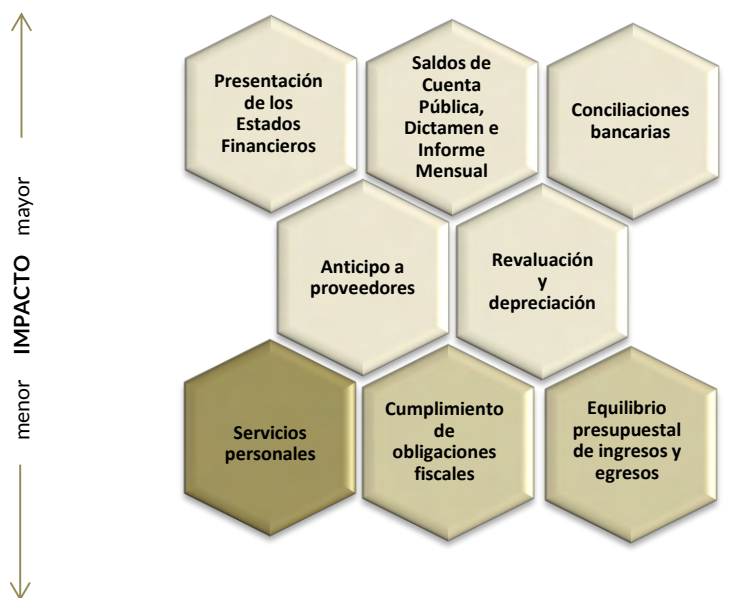 Presentación
de los
Estados
Financieros
Saldos de
Cuenta
Pública,
Dictamen e
Informe
Mensual
Conciliaciones
bancarias
Anticipo a
proveedores
Revaluación
y
depreciación
Servicios
personales
Cumplimiento
de
obligaciones
fiscales
Equilibrio
presupuestal
de ingresos y
egresos
menor IMPACTO mayor